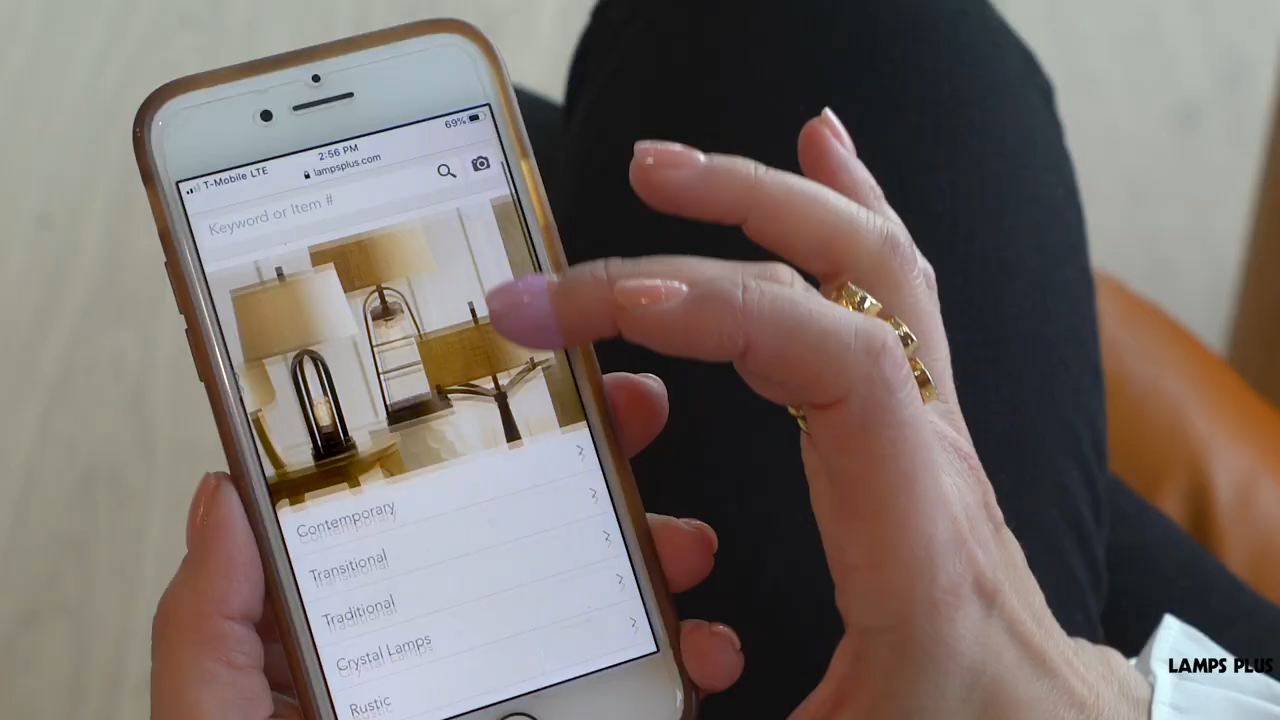 T-Mobile LTE
2:56 PM
69%
lampsplus.com
Keyword or Item #
Contemporary
Transitional
Traditional
Crystal Lamps
Rustic
LAMPS PLUS